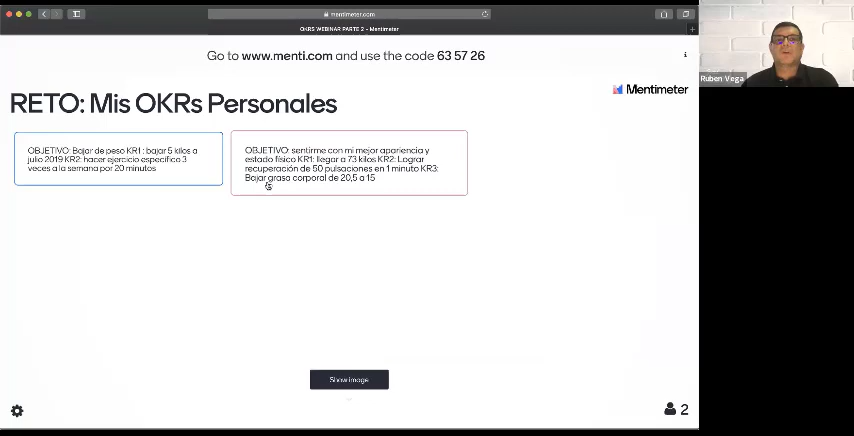 mentimeter.com
OKRS WEBINAR PARTE 2 - Mentimeter
Go to www.menti.com and use the code 63 57 26
Ruben Vega
Mentimeter
RETO: Mis OKRs Personales
OBJETIVO: Bajar de peso KR1 : bajar 5 kilos a
julio 2019 KR2: hacer ejercicio especifico 3
veces a la semana por 20 minutos
OBJETIVO: sentirme con mi mejor apariencia y
estado físico KR1: llegar a 73 kilos KR2: Lograr
recuperación de 50 pulsaciones en 1 minuto KR3:
Bajar grasa corporal de 20,5 a 15
Show image
2